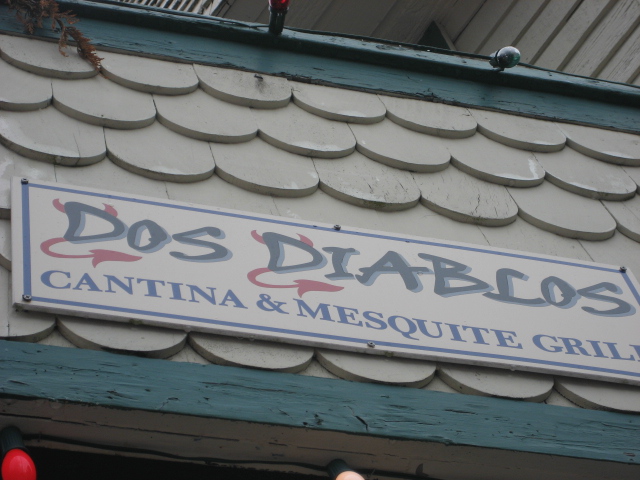 DOS DIABLOS
CANTINA & MESQUITE GRILL